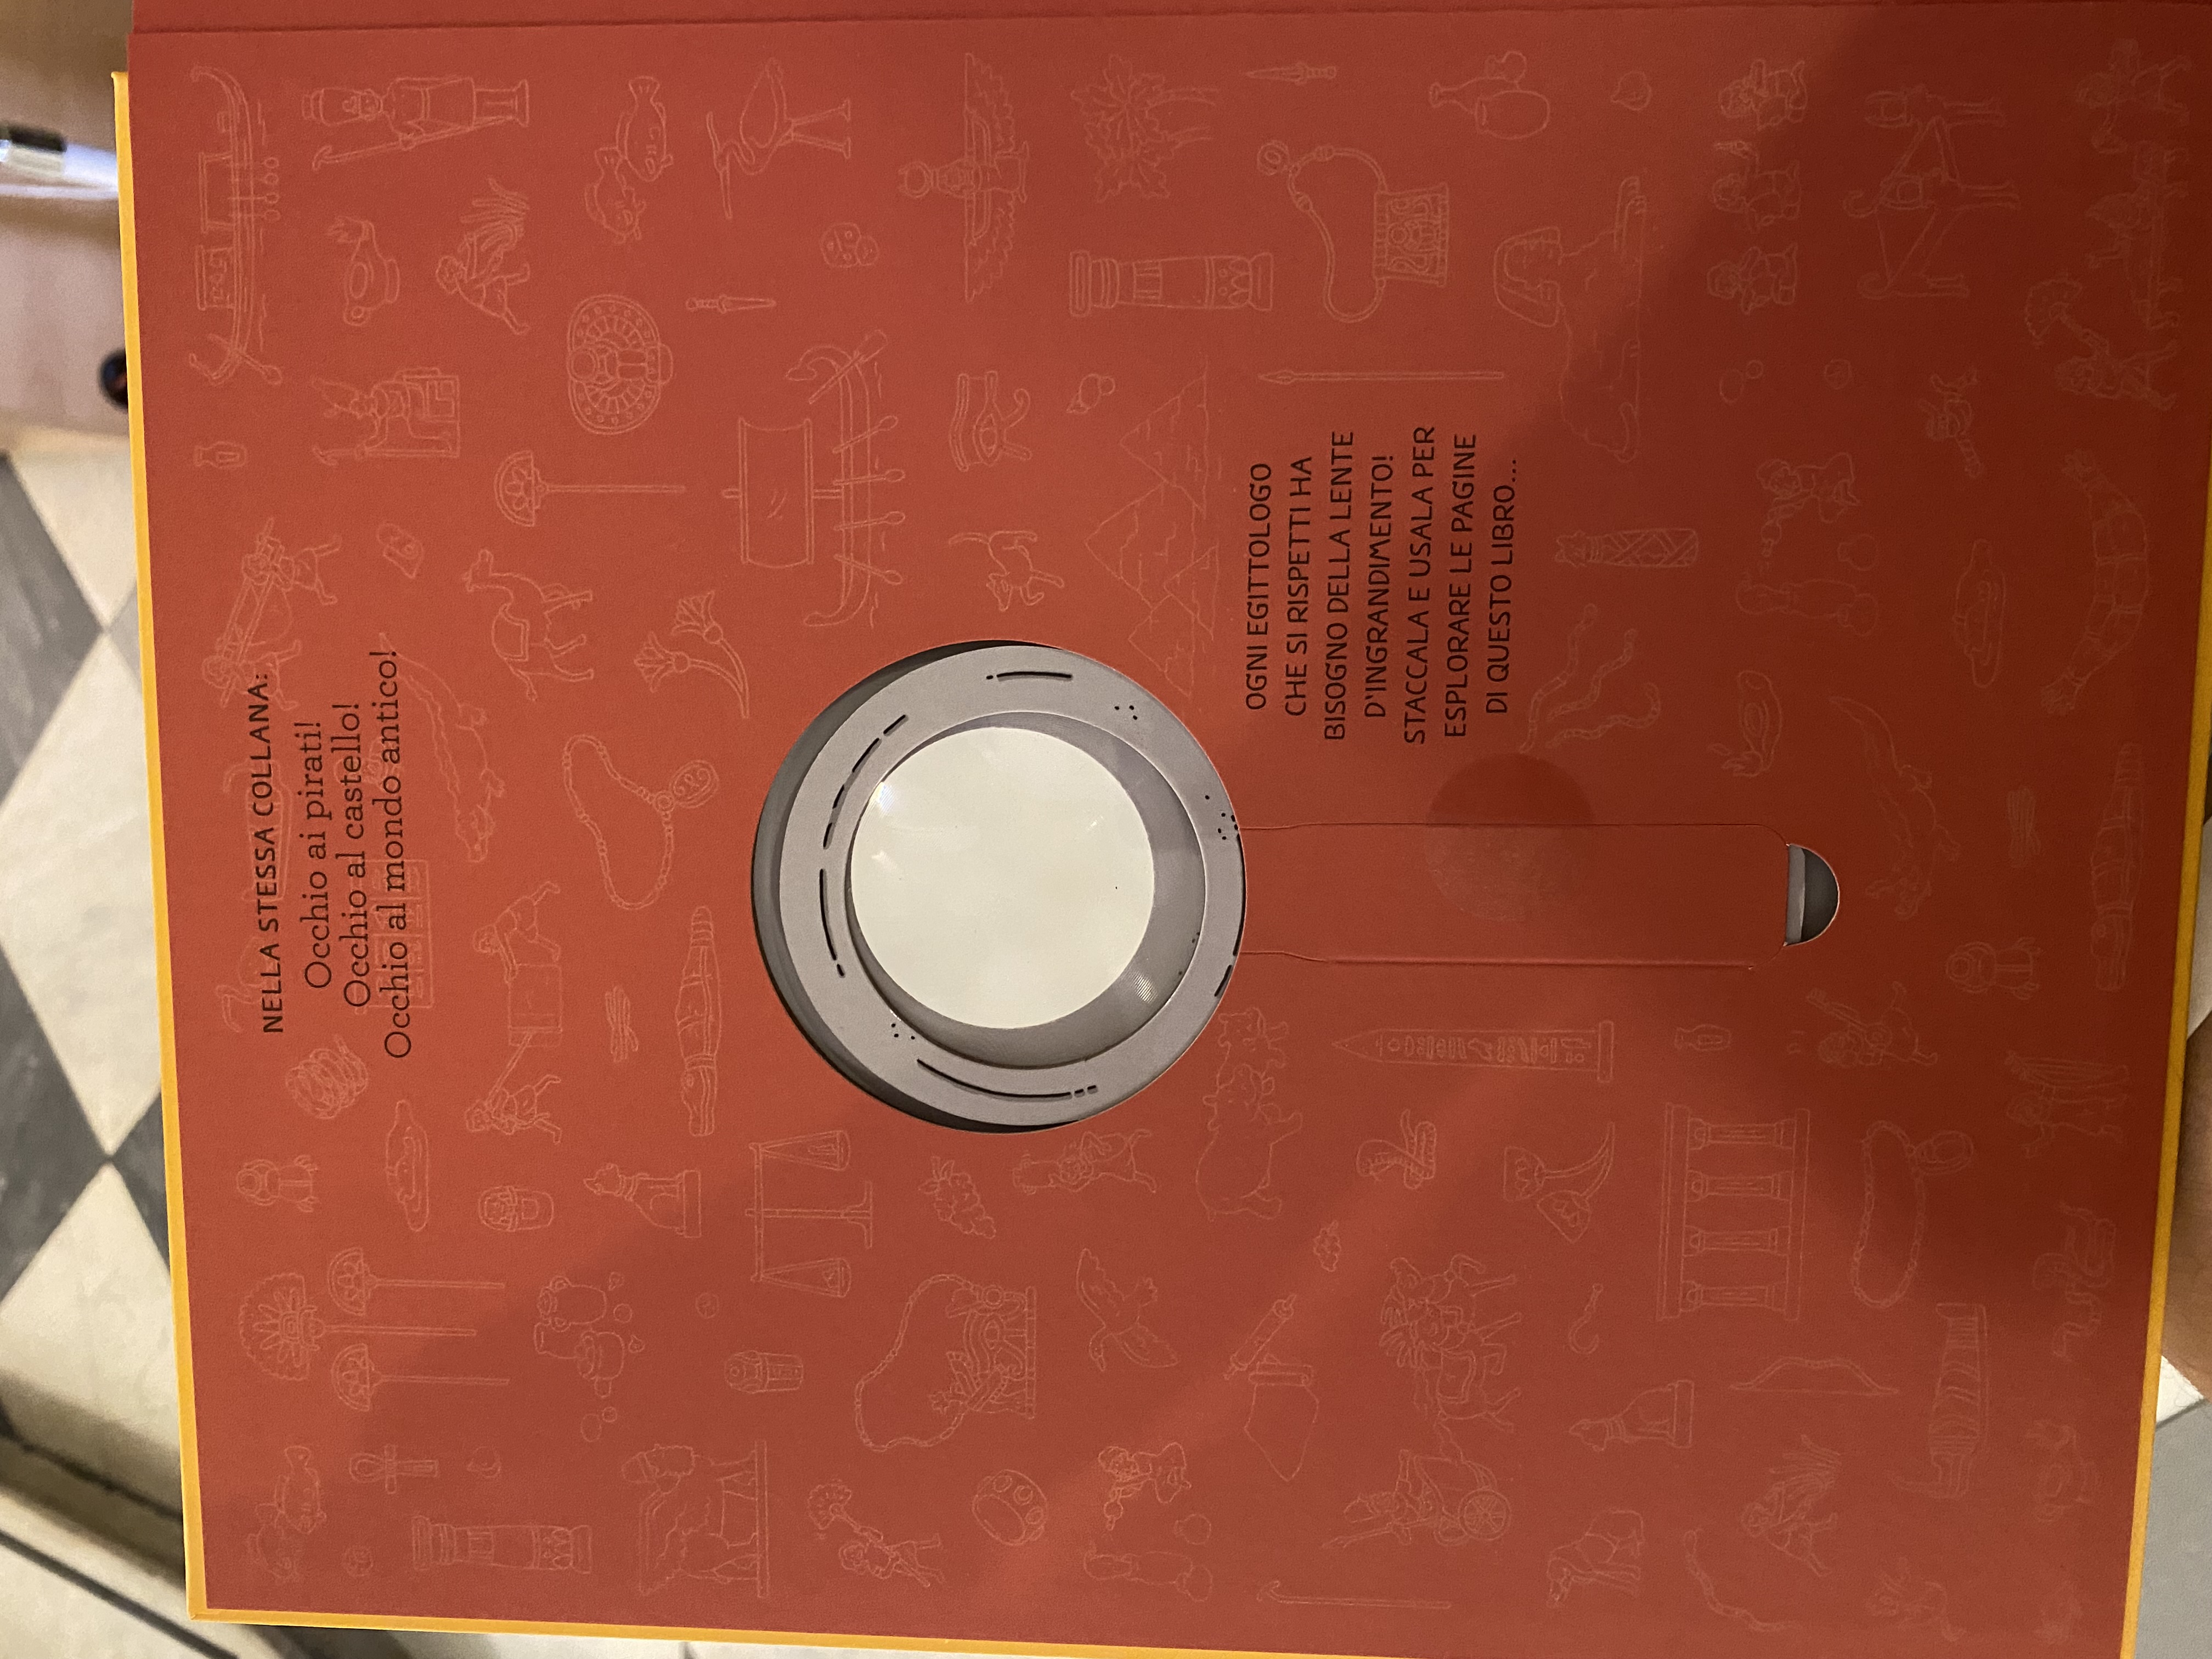 NELLA STESSA COLLANA:
Occhio ai pirati!
Occhio al castello!
Occhio al mondo antico!
OGNI EGITTOLOGO
CHE SI RISPETTI HA
BISOGNO DELLA LENTE
D'INGRANDIMENTO!
STACCALA E USALA PER
ESPLORARE LE PAGINE
DI QUESTO LIBRO...